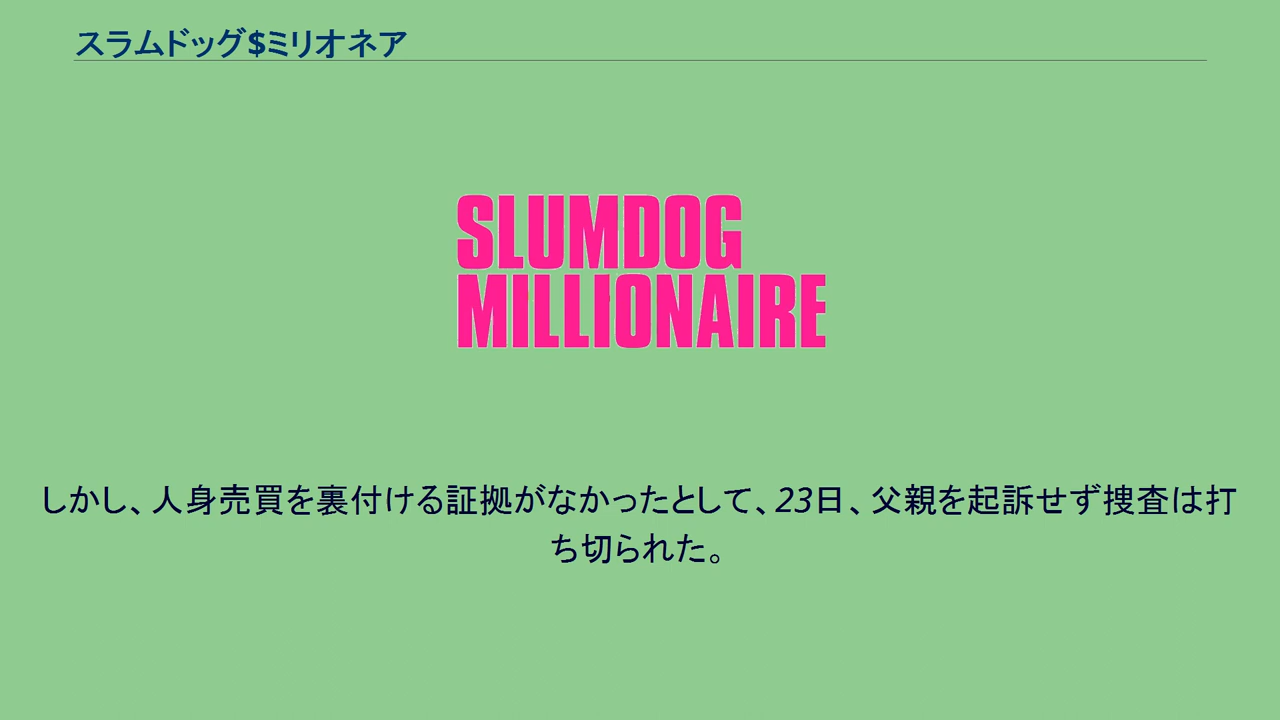 スラムドッグ$ミリオネア
SLUMDOG
MILLIONAIRE
しかし、人身売買を裏付ける証拠がなかったとして、23日、父親を起訴せず捜査は打
ち切られた。